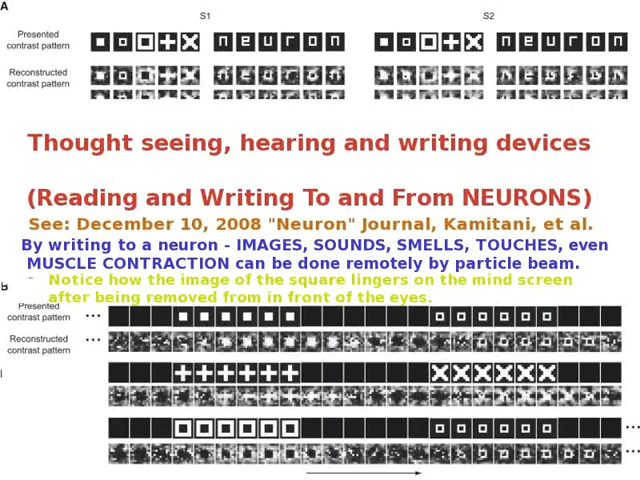 A
S1 S2
Presented
contrast pattern
neuron neuron
Reconstructed
contrast pattern
Thought seeing, hearing and writing devices
(Reading and Writing To and From NEURONS)
See: December 10, 2008 "Neuron" Journal, Kamitani, et al.
By writing to a neuron - IMAGES, SOUNDS, SMELLS, TOUCHES, even
MUSCLE CONTRACTION can be done remotely by particle beam.
Notice how the image of the square lingers on the mind screen
after being removed from in front of the eyes.
B
Presented
contrast pattern
Reconstructed
contrast pattern